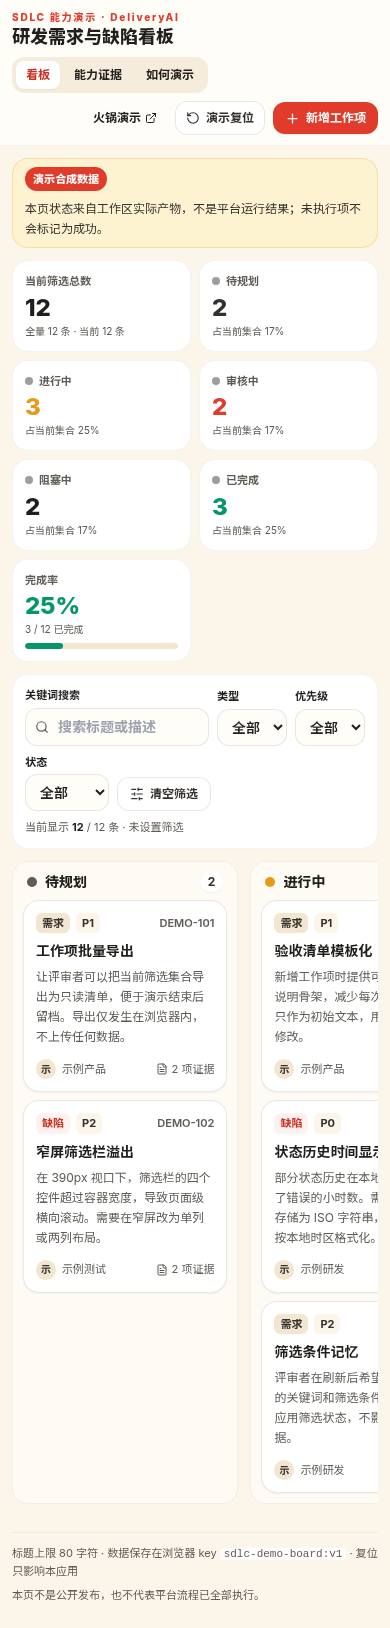 SDLC 能力演示 · DeliveryAI
研发需求与缺陷看板
看板 能力证据 如何演示
火锅演示 演示复位 新增工作项
演示合成数据
本页状态来自工作区实际产物，不是平台运行结果；未执行项不
会标记为成功。
当前筛选总数
12
全量 12 条 · 当前 12 条
待规划
2
占当前集合 17%
进行中
3
占当前集合 25%
审核中
2
占当前集合 17%
阻塞中
2
占当前集合 17%
已完成
3
占当前集合 25%
完成率
25%
3 / 12 已完成
关键词搜索
搜索标题或描述
类型
全部
优先级
全部
状态
全部
清空筛选
当前显示 12 / 12 条 · 未设置筛选
待规划 2
需求 P1 DEMO-101
工作项批量导出
让评审者可以把当前筛选集合导
出为只读清单，便于演示结束后
留档。导出仅发生在浏览器内，
不上传任何数据。
示 示例产品 2 项证据
缺陷 P2 DEMO-102
窄屏筛选栏溢出
在 390px 视口下，筛选栏的四个
控件超过容器宽度，导致页面级
横向滚动。需要在窄屏改为单列
或两列布局。
示 示例测试 2 项证据
进行中
需求 P1
验收清单模板化
新增工作项时提供可
说明骨架，减少每次
只作为初始文本，用
修改。
示 示例产品
缺陷 P0
状态历史时间显示
部分状态历史在本地
了错误的小时数。需
存储为 ISO 字符串，
按本地时区格式化。
示 示例研发
需求 P2
筛选条件记忆
评审者在刷新后希望
的关键词和筛选条件
应用筛选状态，不影
据。
示 示例研发
标题上限 80 字符 · 数据保存在浏览器 key sdlc-demo-board:v1 · 复位
只影响本应用
本页不是公开发布，也不代表平台流程已全部执行。